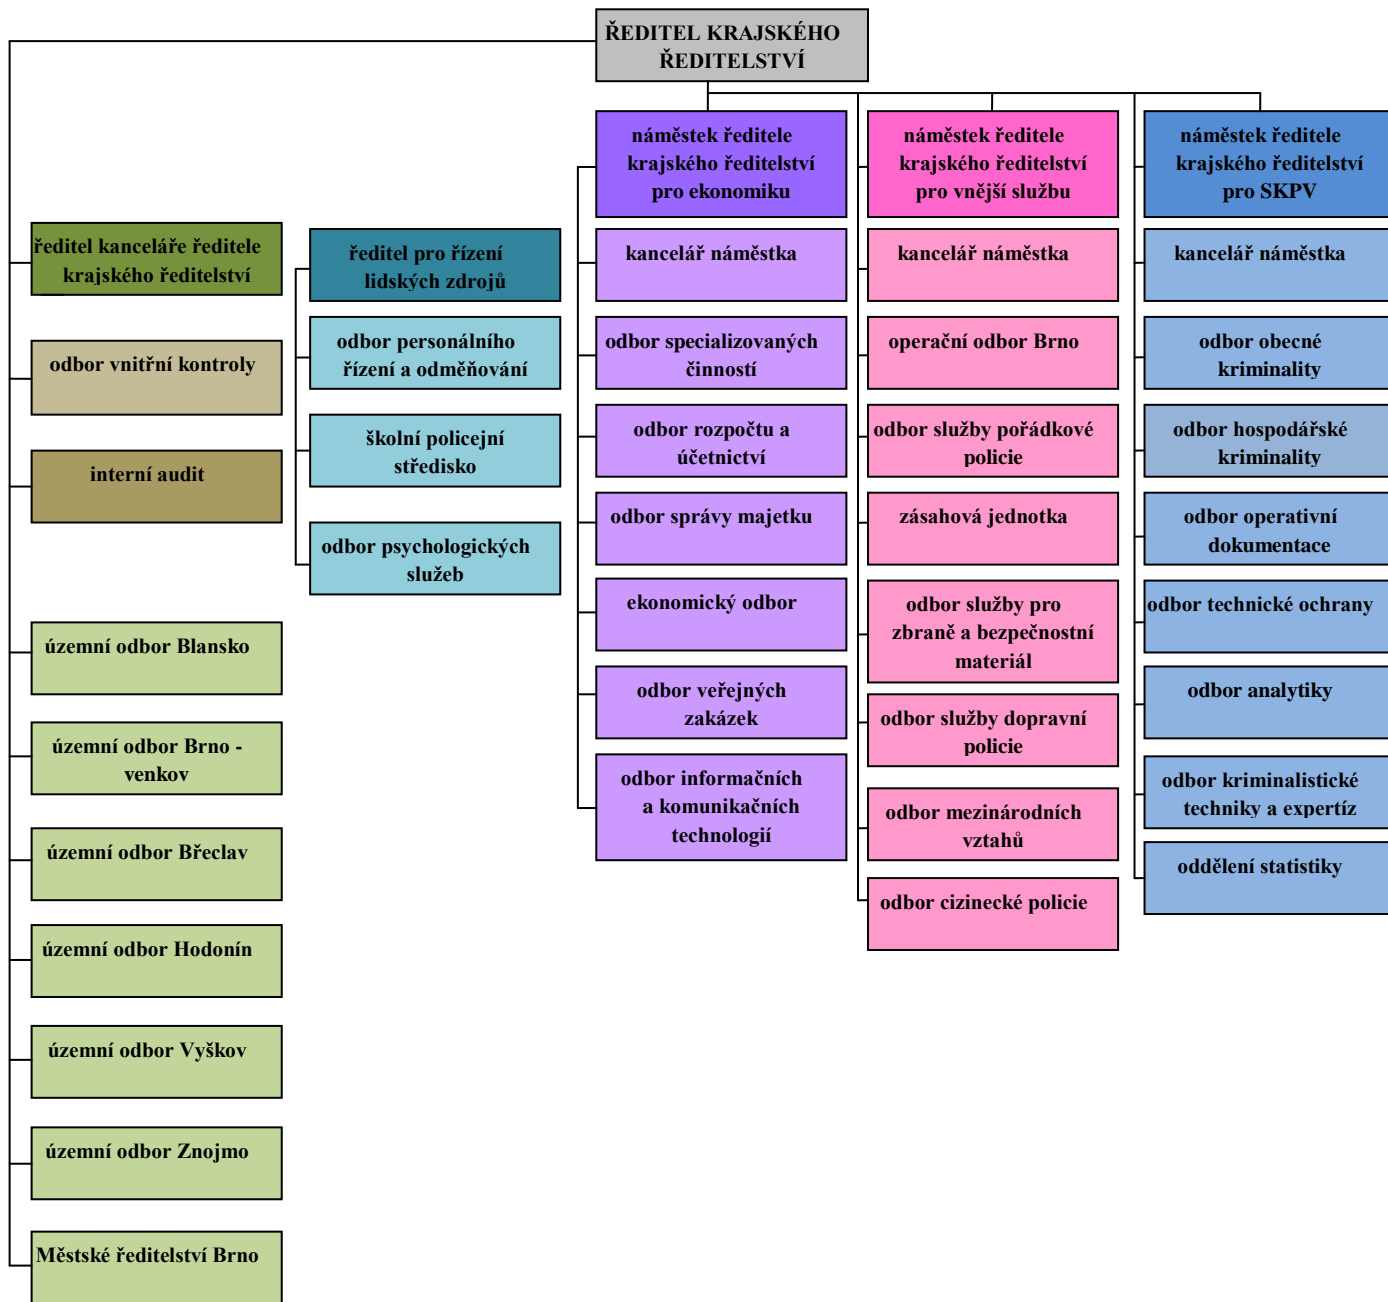 ŘEDITEL KRAJSKÉHO
ŘEDITELSTVÍ
ředitel kanceláře ředitele
krajského ředitelství
odbor vnitřní kontroly
interní audit
územní odbor Blansko
územní odbor Brno -
venkov
územní odbor Břeclav
územní odbor Hodonín
územní odbor Vyškov
územní odbor Znojmo
Městské ředitelství Brno
ředitel pro řízení
lidských zdrojů
odbor personálního
řízení a odměňování
školní policejní
středisko
odbor psychologických
služeb
náměstek ředitele
krajského ředitelství
pro ekonomiku
kancelář náměstka
odbor specializovaných
činností
odbor rozpočtu a
účetnictví
odbor správy majetku
ekonomický odbor
odbor veřejných
zakázek
odbor informačních
a komunikačních
technologií
náměstek ředitele
krajského ředitelství
pro vnější službu
kancelář náměstka
operační odbor Brno
odbor služby pořádkové
policie
zásahová jednotka
odbor služby pro
zbraně a bezpečnostní
materiál
odbor služby dopravní
policie
odbor mezinárodních
vztahů
odbor cizinecké policie
náměstek ředitele
krajského ředitelství
pro SKPV
kancelář náměstka
odbor obecné
kriminality
odbor hospodářské
kriminality
odbor operativní
dokumentace
odbor technické ochrany
odbor analytiky
odbor kriminalistické
techniky a expertíz
oddělení statistiky